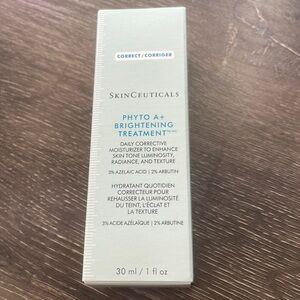 CORRECT/CORRIGER
SKINCEUTICALS
PHYTO A+
BRIGHTENING
TREATMENT
DAILY CORRECTIVE
MOISTURIZER TO ENHANCE
SKIN TONE LUMINOSITY,
RADIANCE, AND TEXTURE
3% AZELAIC ACID | 2% ARBUTIN
HYDRATANT QUOTIDIEN
CORRECTEUR POUR
REHAUSSER LA LUMINOSITÉ
DU TEINT, L'ÉCLAT ET
LA TEXTURE
3% ACIDE AZÉLAÏQUE | 2% ARBUTINE
30 ml / 1 fl oz